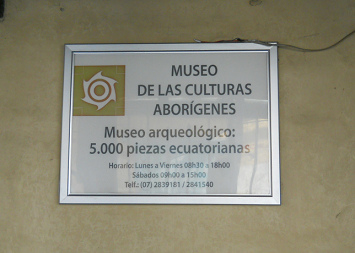 MUSEO
DE LAS CULTURAS
ABORÍGENES
Museo arqueológico:
5.000 piezas ecuatorianas
Horario: Lunes a Viernes 08h30 a 18h00
Sábados 09h00 a 15h00
Telf.: (07) 2839181 / 2841540